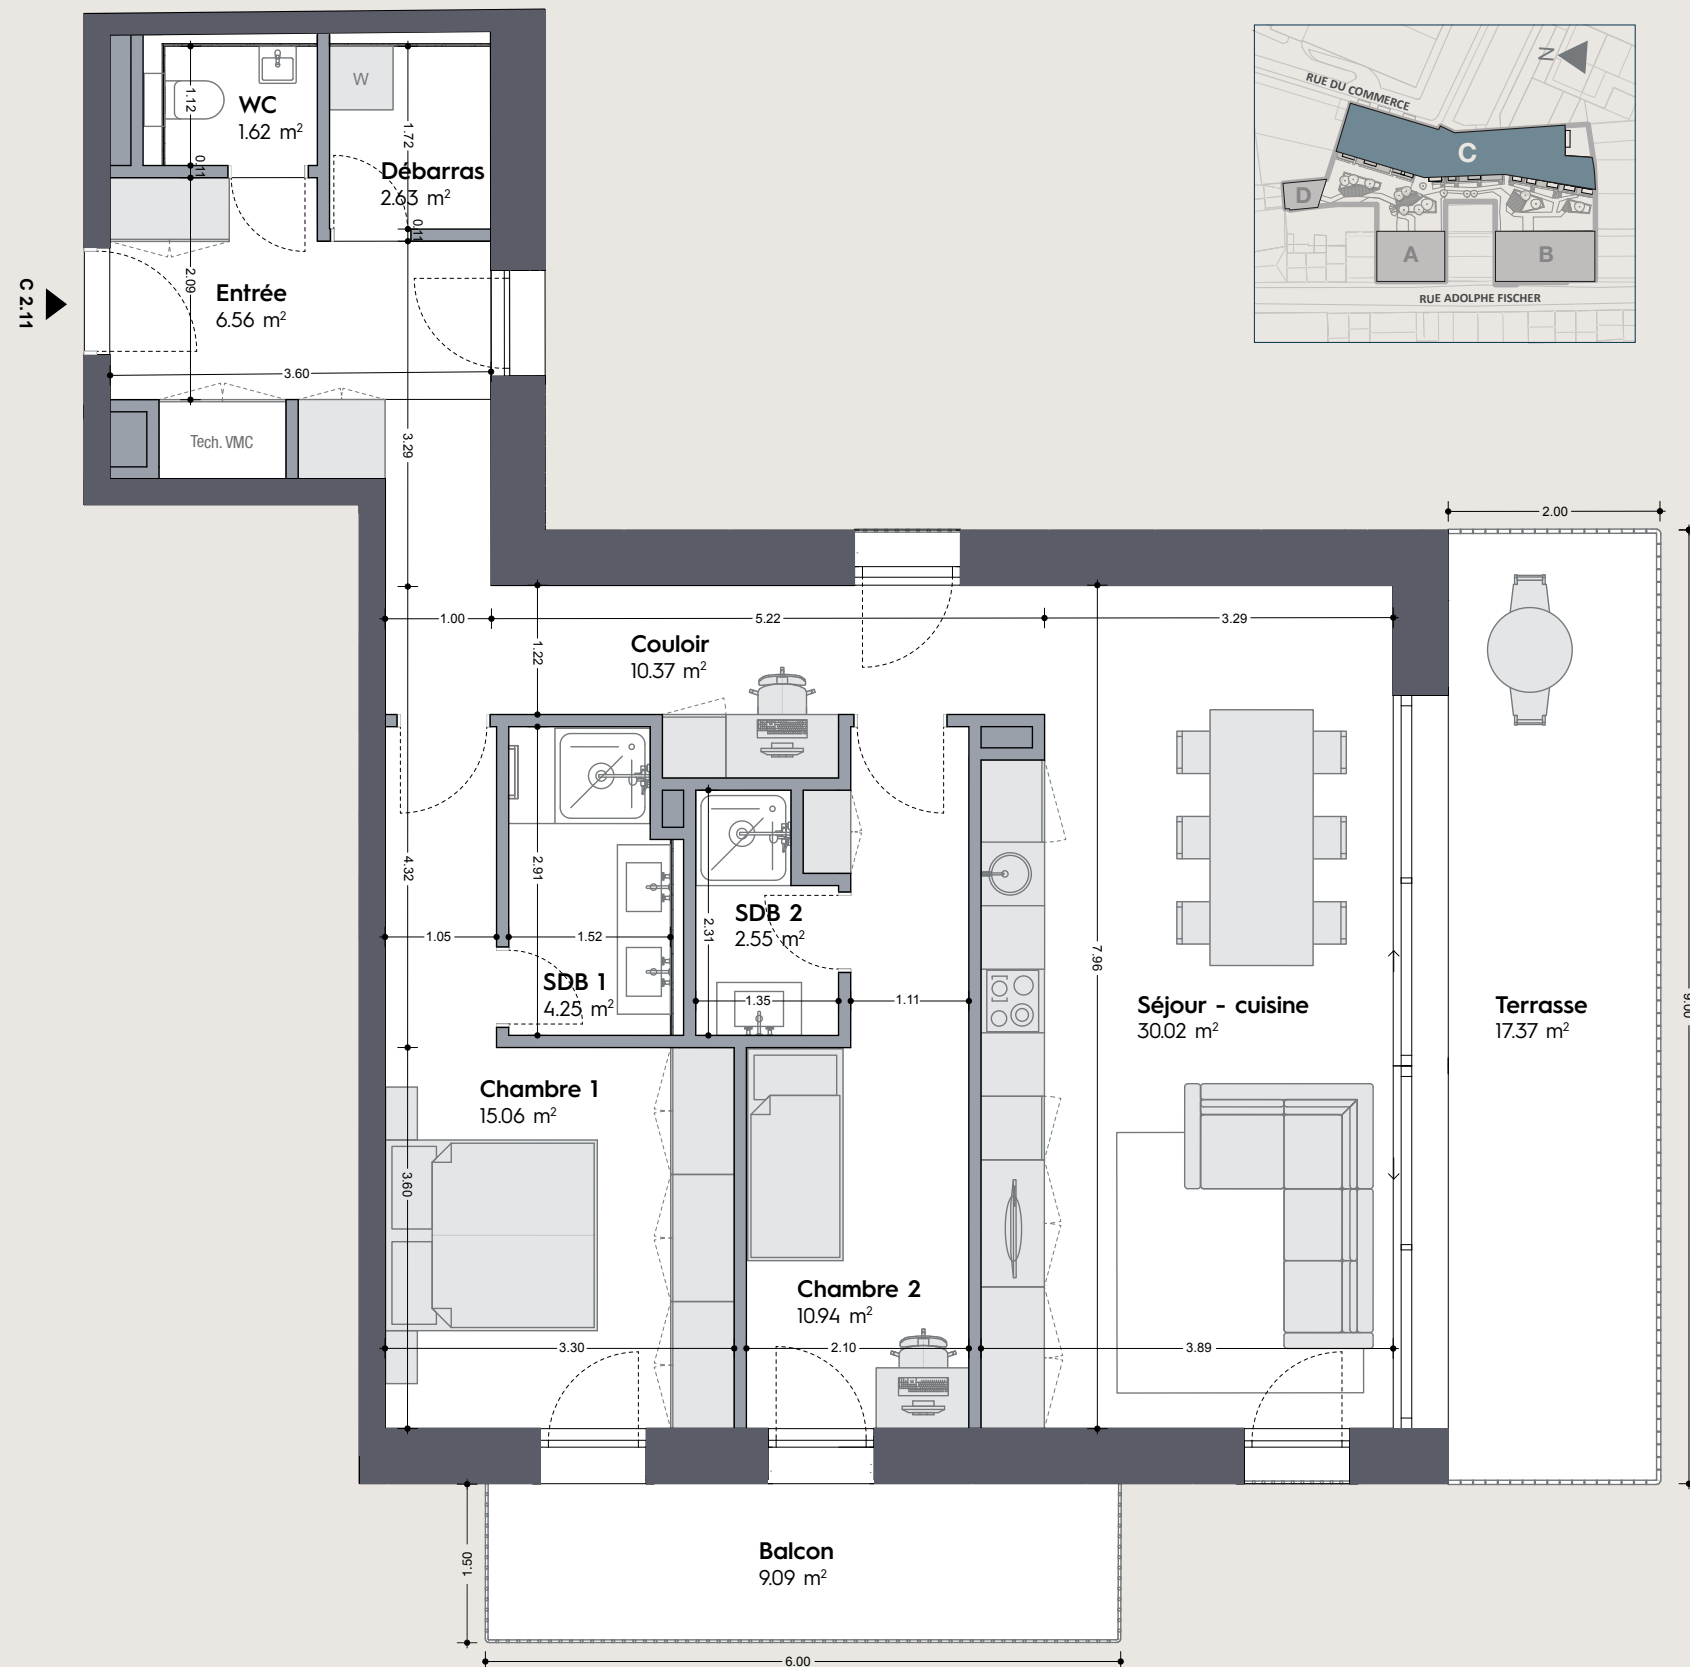 WC
1.62 m²
W
1.12
1.72
0.11
Débarras
2.63 m²
0.11
C 2.11
2.09
Entrée
6.56 m²
3.60
Tech. VMC
3.29
N
RUE DU COMMERCE
C
D
A
B
RUE ADOLPHE FISCHER
2.00
1.00
5.22
3.29
1.22
Couloir
10.37 m²
4.32
2.91
7.96
2.31
SDB 2
2.55 m²
1.05
1.52
SDB 1
4.25 m²
1.35
1.11
Séjour - cuisine
30.02 m²
Terrasse
17.37 m²
9.00
Chambre 1
15.06 m²
3.60
Chambre 2
10.94 m²
3.30
2.10
3.89
1.50
Balcon
9.09 m²
6.00